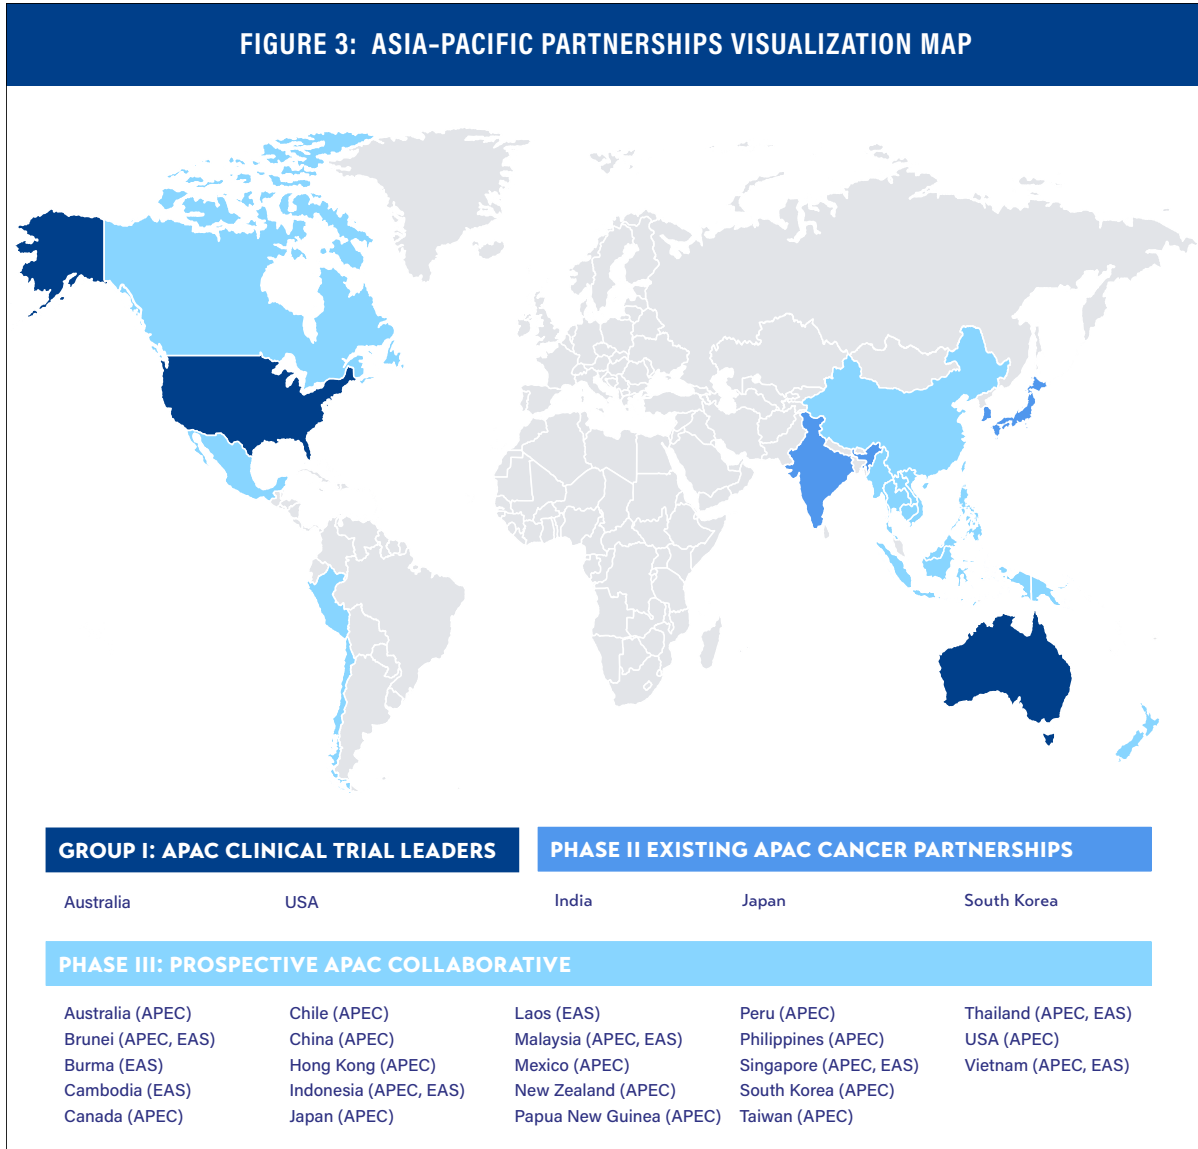 FIGURE 3: ASIA-PACIFIC PARTNERSHIPS VISUALIZATION MAP
GROUP I: APAC CLINICAL TRIAL LEADERS
Australia
USA
PHASE II EXISTING APAC CANCER PARTNERSHIPS
India
Japan
South Korea
PHASE III: PROSPECTIVE APAC COLLABORATIVE
Australia (APEC)
Brunei (APEC, EAS)
Burma (EAS)
Cambodia (EAS)
Canada (APEC)
Chile (APEC)
China (APEC)
Hong Kong (APEC)
Indonesia (APEC, EAS)
Japan (APEC)
Laos (EAS)
Malaysia (APEC, EAS)
Mexico (APEC)
New Zealand (APEC)
Papua New Guinea (APEC)
Peru (APEC)
Philippines (APEC)
Singapore (APEC, EAS)
South Korea (APEC)
Taiwan (APEC)
Thailand (APEC, EAS)
USA (APEC)
Vietnam (APEC, EAS)